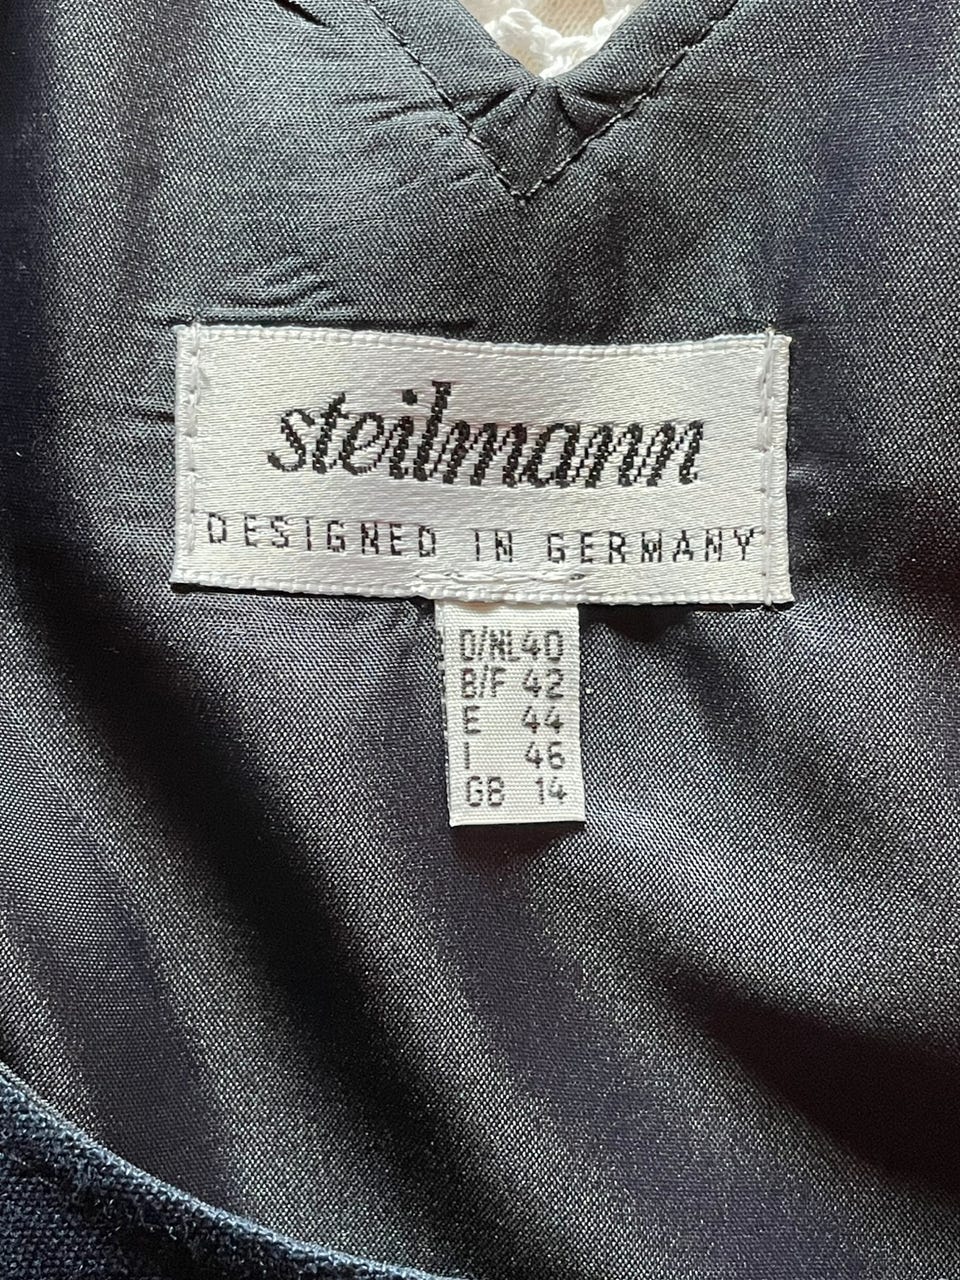 steilmann
DESIGNED IN GERMANY
D/NL 40
B/F 42
E 44
I 46
GB 14